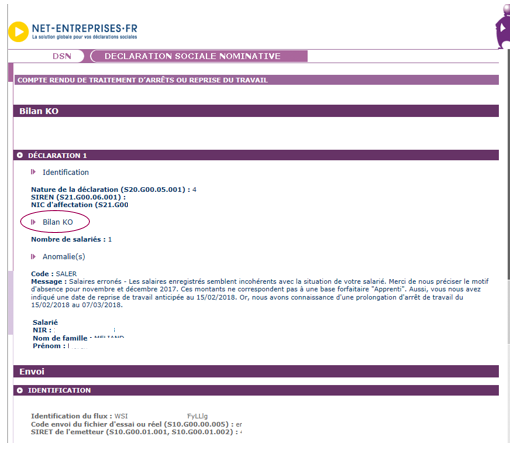 NET-ENTREPRISES•FR
La solution globale pour vos déclarations sociales
DSN
DECLARATION SOCIALE NOMINATIVE
COMPTE RENDU DE TRAITEMENT D'ARRÊTS OU REPRISE DU TRAVAIL
Bilan KO
DÉCLARATION 1
Identification
Nature de la déclaration (S20.G00.05.001) : 4
SIREN (S21.G00.06.001) :
NIC d'affectation (S21.G00
Bilan KO
Nombre de salariés : 1
Anomalie(s)
Code : SALER
Message : Salaires erronés - Les salaires enregistrés semblent incohérents avec la situation de votre salarié. Merci de nous préciser le motif
d'absence pour novembre et décembre 2017. Ces montants ne correspondent pas à une base forfaitaire "Apprenti". Aussi, vous nous avez
indiqué une date de reprise de travail anticipée au 15/02/2018. Or, nous avons connaissance d'une prolongation d'arrêt de travail du
15/02/2018 au 07/03/2018.
Salarié
NIR :
Nom de famille :
Prénom :
Envoi
IDENTIFICATION
Identification du flux : WSI FyLLlg
Code envoi du fichier d'essai ou réel (S10.G00.00.005) : er
SIRET de l'emetteur (S10.G00.01.001, S10.G00.01.002) :